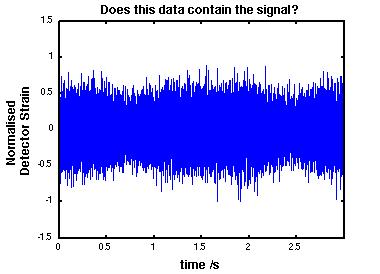 Does this data contain the signal?
1.5
1
0.5
0
-0.5
-1
-1.5
Normalised
Detector Strain
0 0.5 1 1.5 2 2.5
time /s